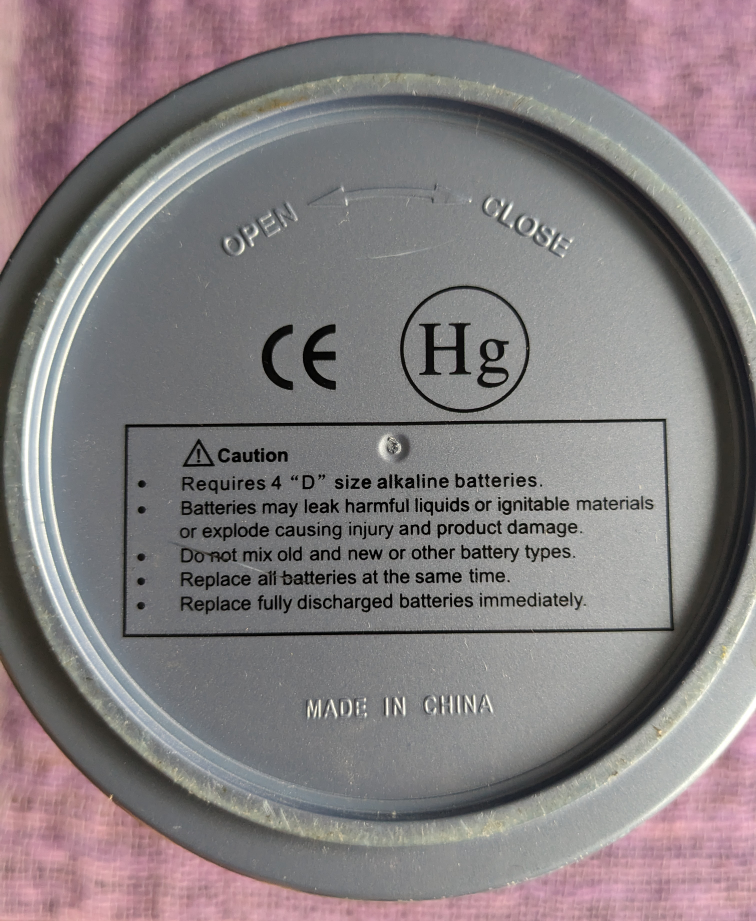 OPEN CLOSE
CE Hg
Caution
• Requires 4 “D” size alkaline batteries.
• Batteries may leak harmful liquids or ignitable materials
or explode causing injury and product damage.
• Do not mix old and new or other battery types.
• Replace all batteries at the same time.
• Replace fully discharged batteries immediately.
MADE IN CHINA